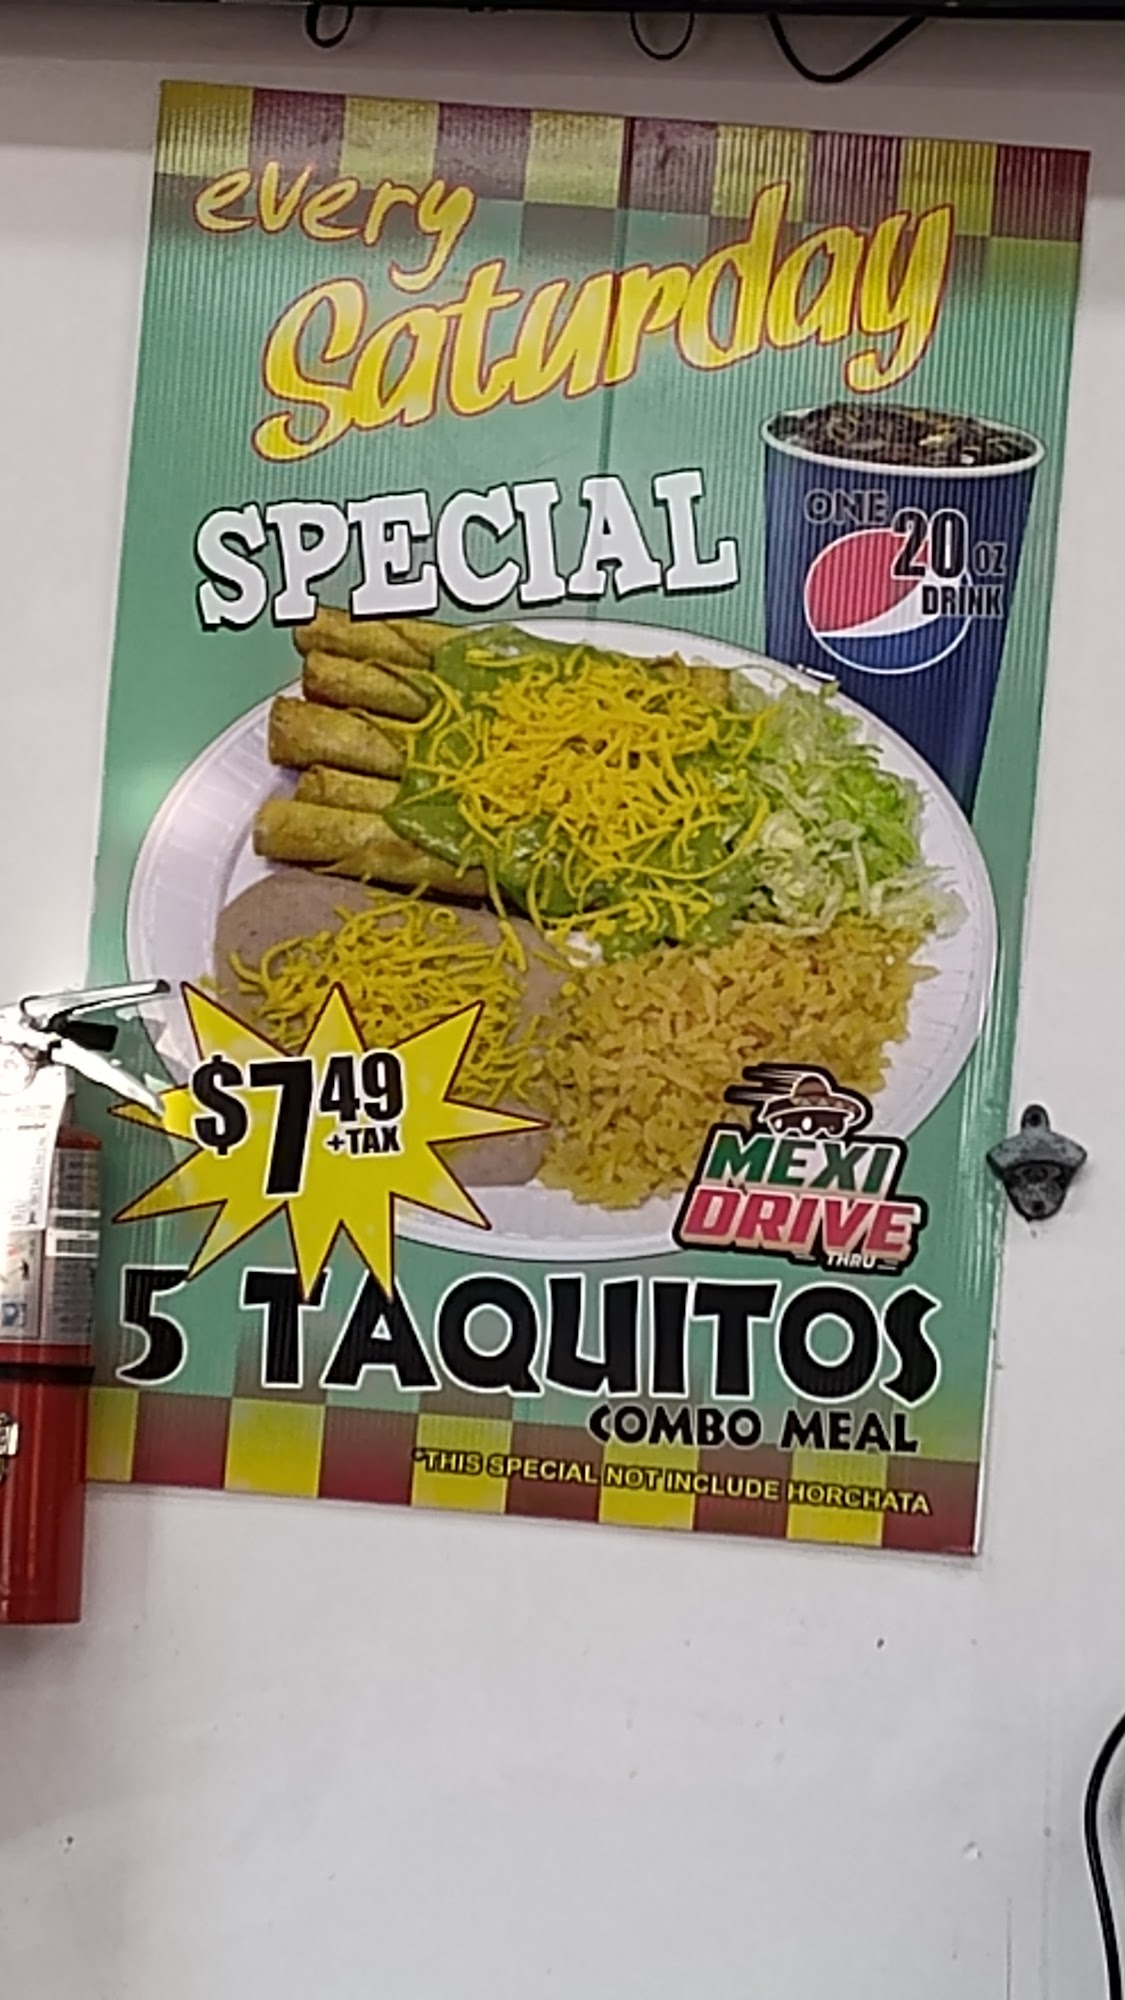 every
Saturday
SPECIAL
ONE
20 OZ
DRINK
$7 49
+TAX
MEXI
DRIVE
THRU
5 TAQUITOS
COMBO MEAL
*THIS SPECIAL NOT INCLUDE HORCHATA